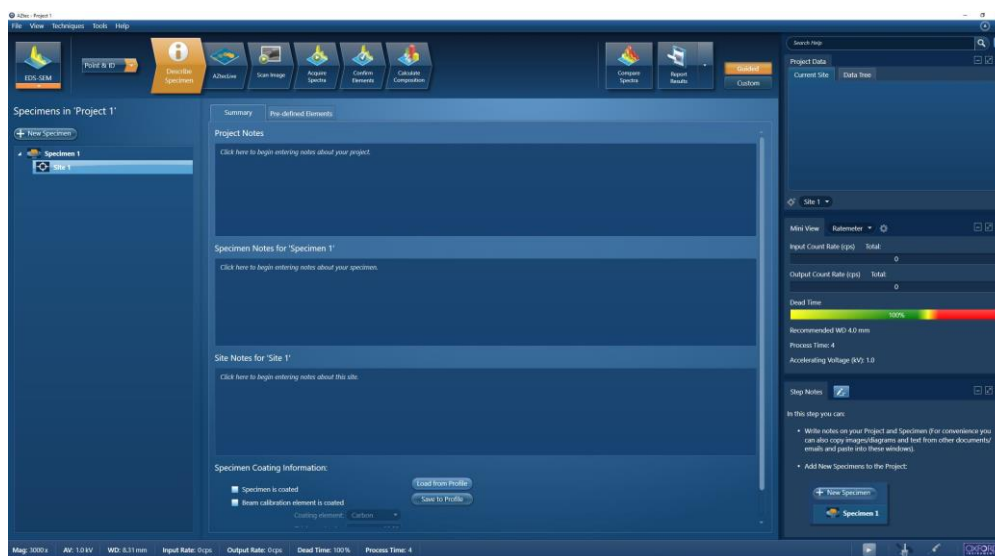 AZtec - Project 1
File View Techniques Tools Help
EDS-SEM
Point & ID
Describe Specimen
AZtecLive
Scan Image
Acquire Spectra
Confirm Elements
Calculate Composition
Compare Spectra
Report Results
Guided
Custom
Specimens in 'Project 1'
New Specimen
Specimen 1
Site 1
Summary Pre-defined Elements
Project Notes
Click here to begin entering notes about your project.
Specimen Notes for 'Specimen 1'
Click here to begin entering notes about your specimen.
Site Notes for 'Site 1'
Click here to begin entering notes about this site.
Specimen Coating Information:
Specimen is coated
Beam calibration element is coated
Coating element: Carbon
Load from Profile
Save to Profile
Search Help
Project Data
Current Site Data Tree
Site 1
Mini View Ratemeter
Input Count Rate (cps) Total:
0
Output Count Rate (cps) Total:
0
Dead Time
100%
Recommended WD 4.0 mm
Process Time: 4
Accelerating Voltage (kV): 1.0
Step Notes
In this step you can:
• Write notes on your Project and Specimen (For convenience you
can also copy images/diagrams and text from other documents/
emails and paste into these windows).
• Add New Specimens to the Project:
New Specimen
Specimen 1
Mag: 3000 x AV: 1.0 kV WD: 8.31 mm Input Rate: 0 cps Output Rate: 0 cps Dead Time: 100% Process Time: 4
OXFORD